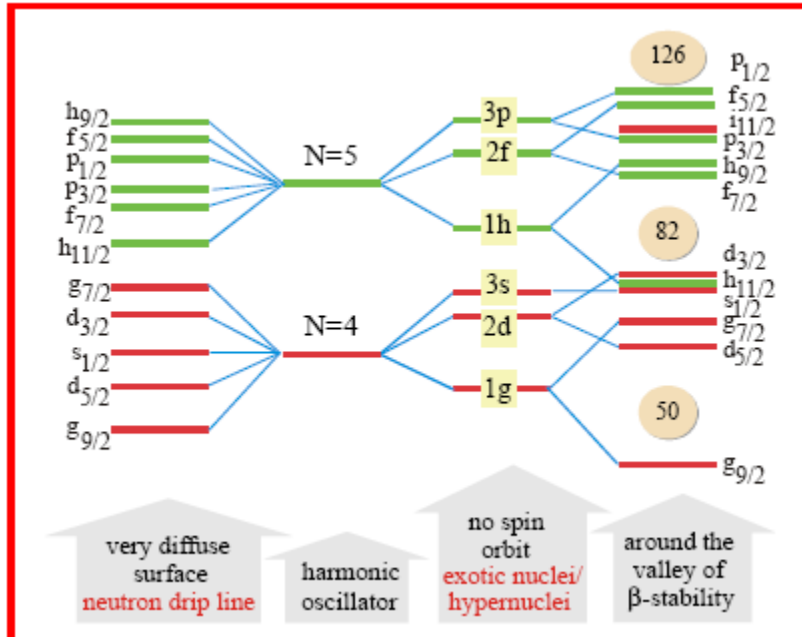 h9/2
f5/2
p1/2
p3/2
f7/2
h11/2
g7/2
d3/2
s1/2
d5/2
g9/2
N=5
N=4
3p
2f
1h
3s
2d
1g
126
p1/2
f5/2
i11/2
p3/2
h9/2
f7/2
82
d3/2
h11/2
s1/2
g7/2
d5/2
50
g9/2
very diffuse
surface
neutron drip line
harmonic
oscillator
no spin
orbit
exotic nuclei/
hypernuclei
around the
valley of
β-stability